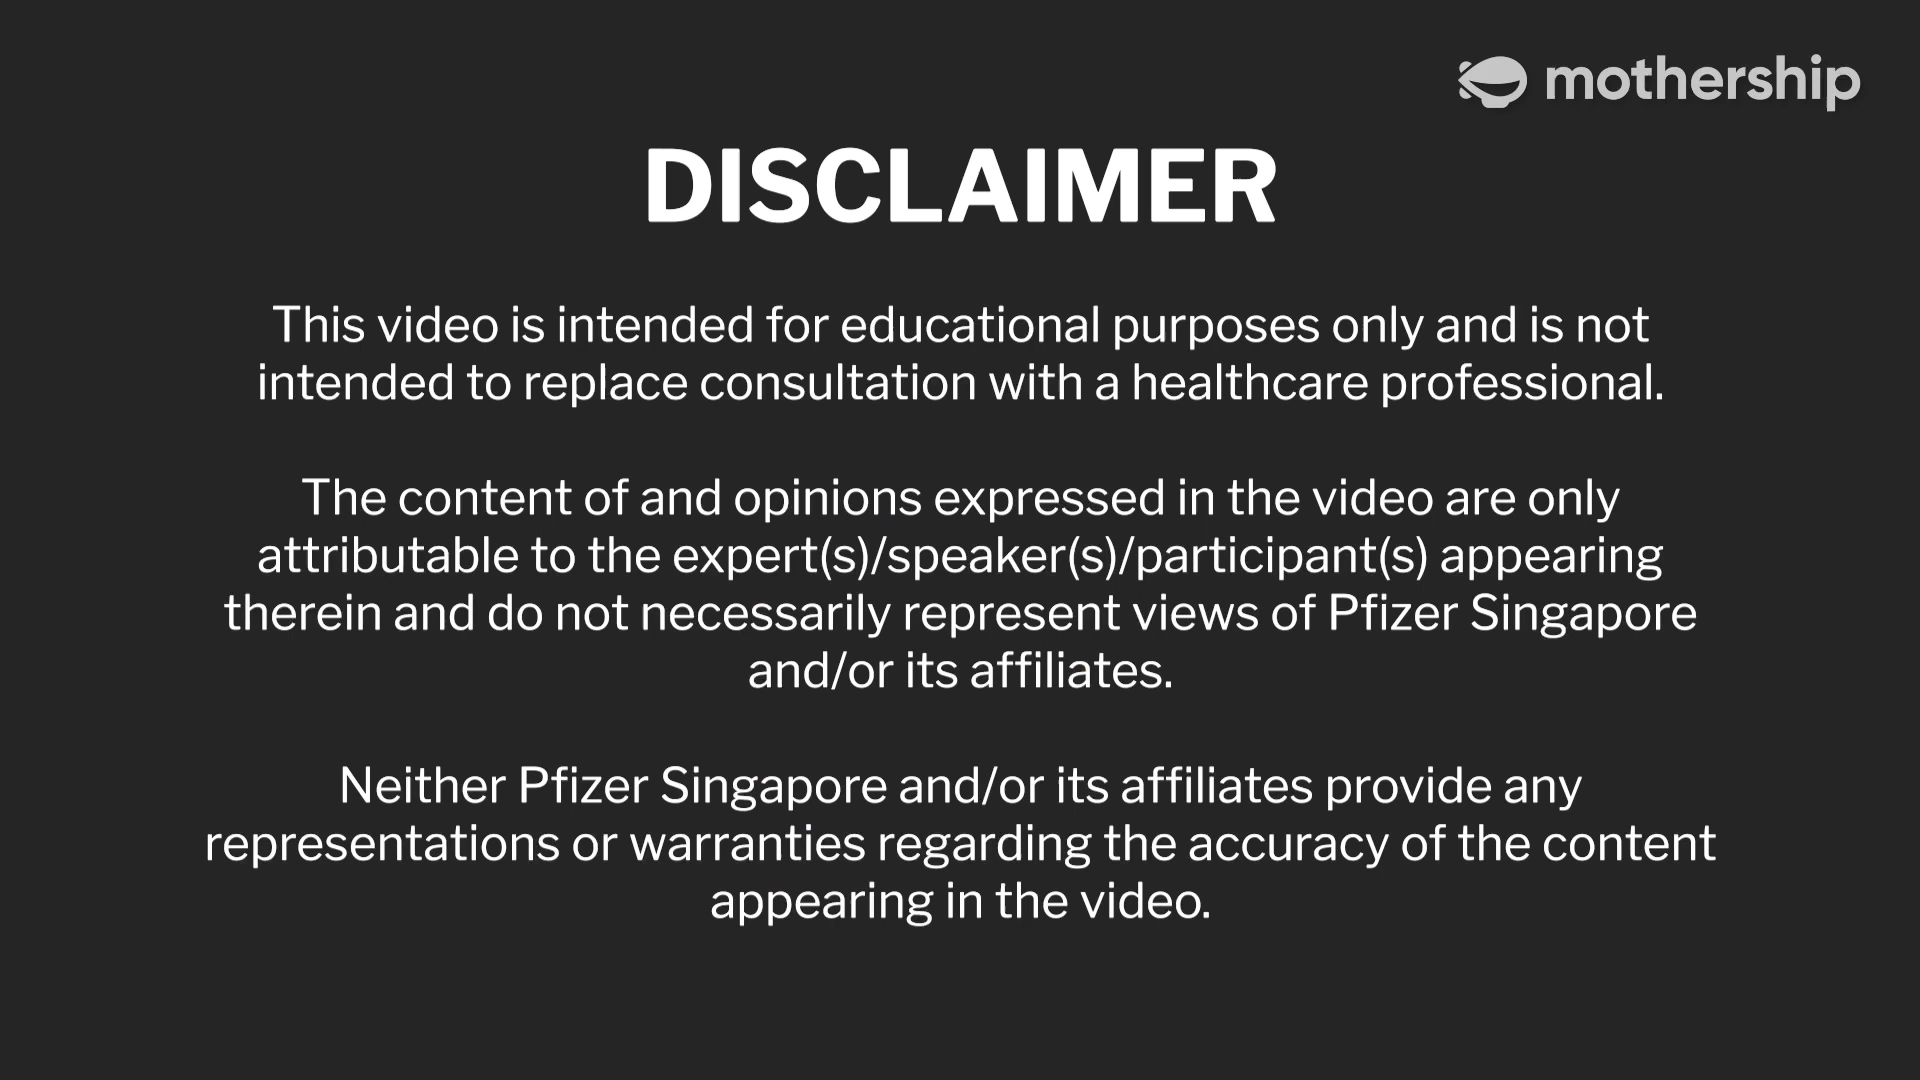 mothership
DISCLAIMER
This video is intended for educational purposes only and is not
intended to replace consultation with a healthcare professional.
The content of and opinions expressed in the video are only
attributable to the expert(s)/speaker(s)/participant(s) appearing
therein and do not necessarily represent views of Pfizer Singapore
and/or its affiliates.
Neither Pfizer Singapore and/or its affiliates provide any
representations or warranties regarding the accuracy of the content
appearing in the video.